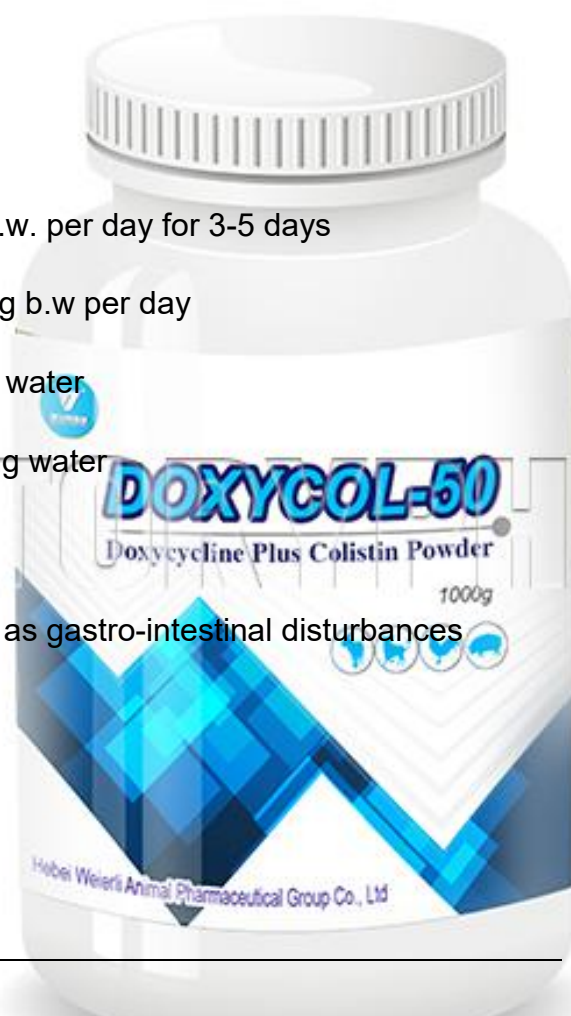 .w. per day for 3-5 days
g b.w per day
water
g water
DOXYCOL-50
Doxycycline Plus Colistin Powder
1000g
as gastro-intestinal disturbances
Hebei Weierli Animal Pharmaceutical Group Co., Ltd